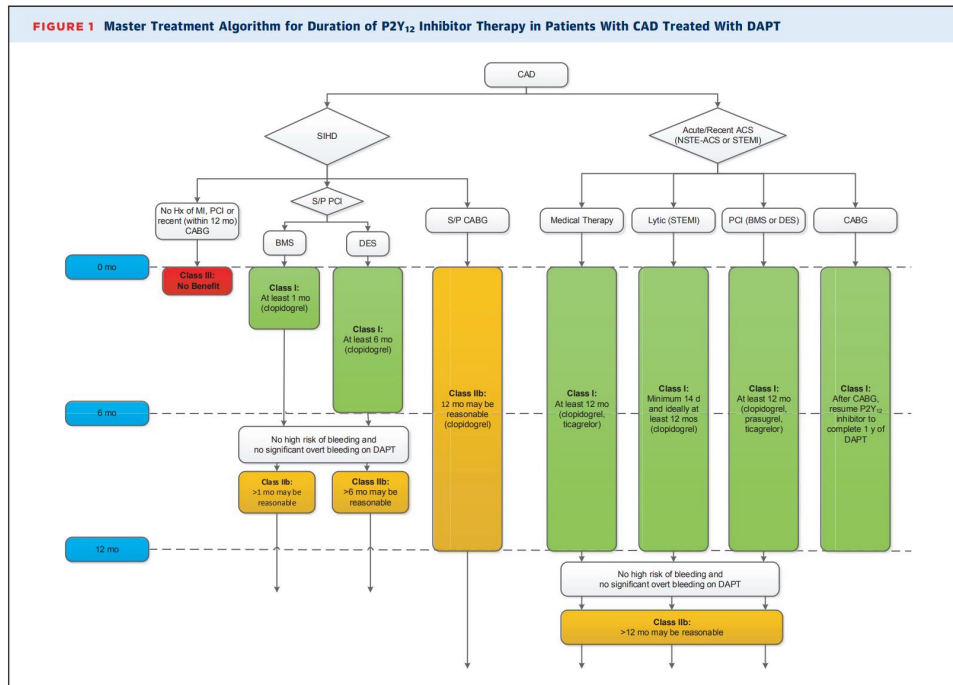 FIGURE 1 Master Treatment Algorithm for Duration of P2Y12 Inhibitor Therapy in Patients With CAD Treated With DAPT
CAD
SIHD
Acute/Recent ACS
(NSTE-ACS or STEMI)
No Hx of MI, PCI or
recent (within 12 mo)
CABG
S/P PCI
S/P CABG
Medical Therapy
Lytic (STEMI)
PCI (BMS or DES)
CABG
BMS
DES
0 mo
Class III:
No Benefit
Class I:
At least 1 mo
(clopidogrel)
Class I:
At least 6 mo
(clopidogrel)
Class IIb:
12 mo may be
reasonable
(clopidogrel)
Class I:
At least 12 mo
(clopidogrel,
ticagrelor)
Class I:
Minimum 14 d
and ideally at
least 12 mos
(clopidogrel)
Class I:
At least 12 mo
(clopidogrel,
prasugrel,
ticagrelor)
Class I:
After CABG,
resume P2Y12
inhibitor to
complete 1 y of
DAPT
6 mo
No high risk of bleeding and
no significant overt bleeding on DAPT
Class IIb:
>1 mo may be
reasonable
Class IIb:
>6 mo may be
reasonable
12 mo
No high risk of bleeding and
no significant overt bleeding on DAPT
Class IIb:
>12 mo may be reasonable